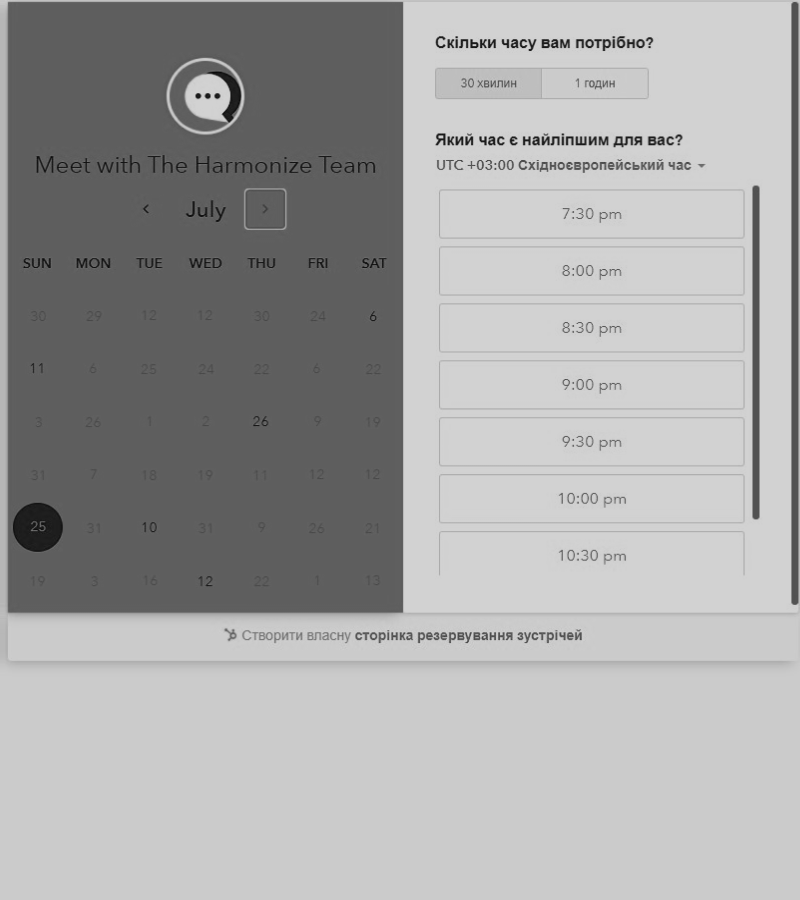 Meet with The Harmonize Team
July
SUN MON TUE WED THU FRI SAT
30 29 12 12 30 24 6
11 6 25 24 22 6 22
3 26 1 2 26 9 19
31 7 18 19 11 12 12
25 31 10 31 9 26 21
19 3 16 12 22 1 13
Скільки часу вам потрібно?
30 хвилин 1 годин
Який час є найліпшим для вас?
UTC +03:00 Східноєвропейський час
7:30 pm
8:00 pm
8:30 pm
9:00 pm
9:30 pm
10:00 pm
10:30 pm
Створити власну сторінка резервування зустрічей